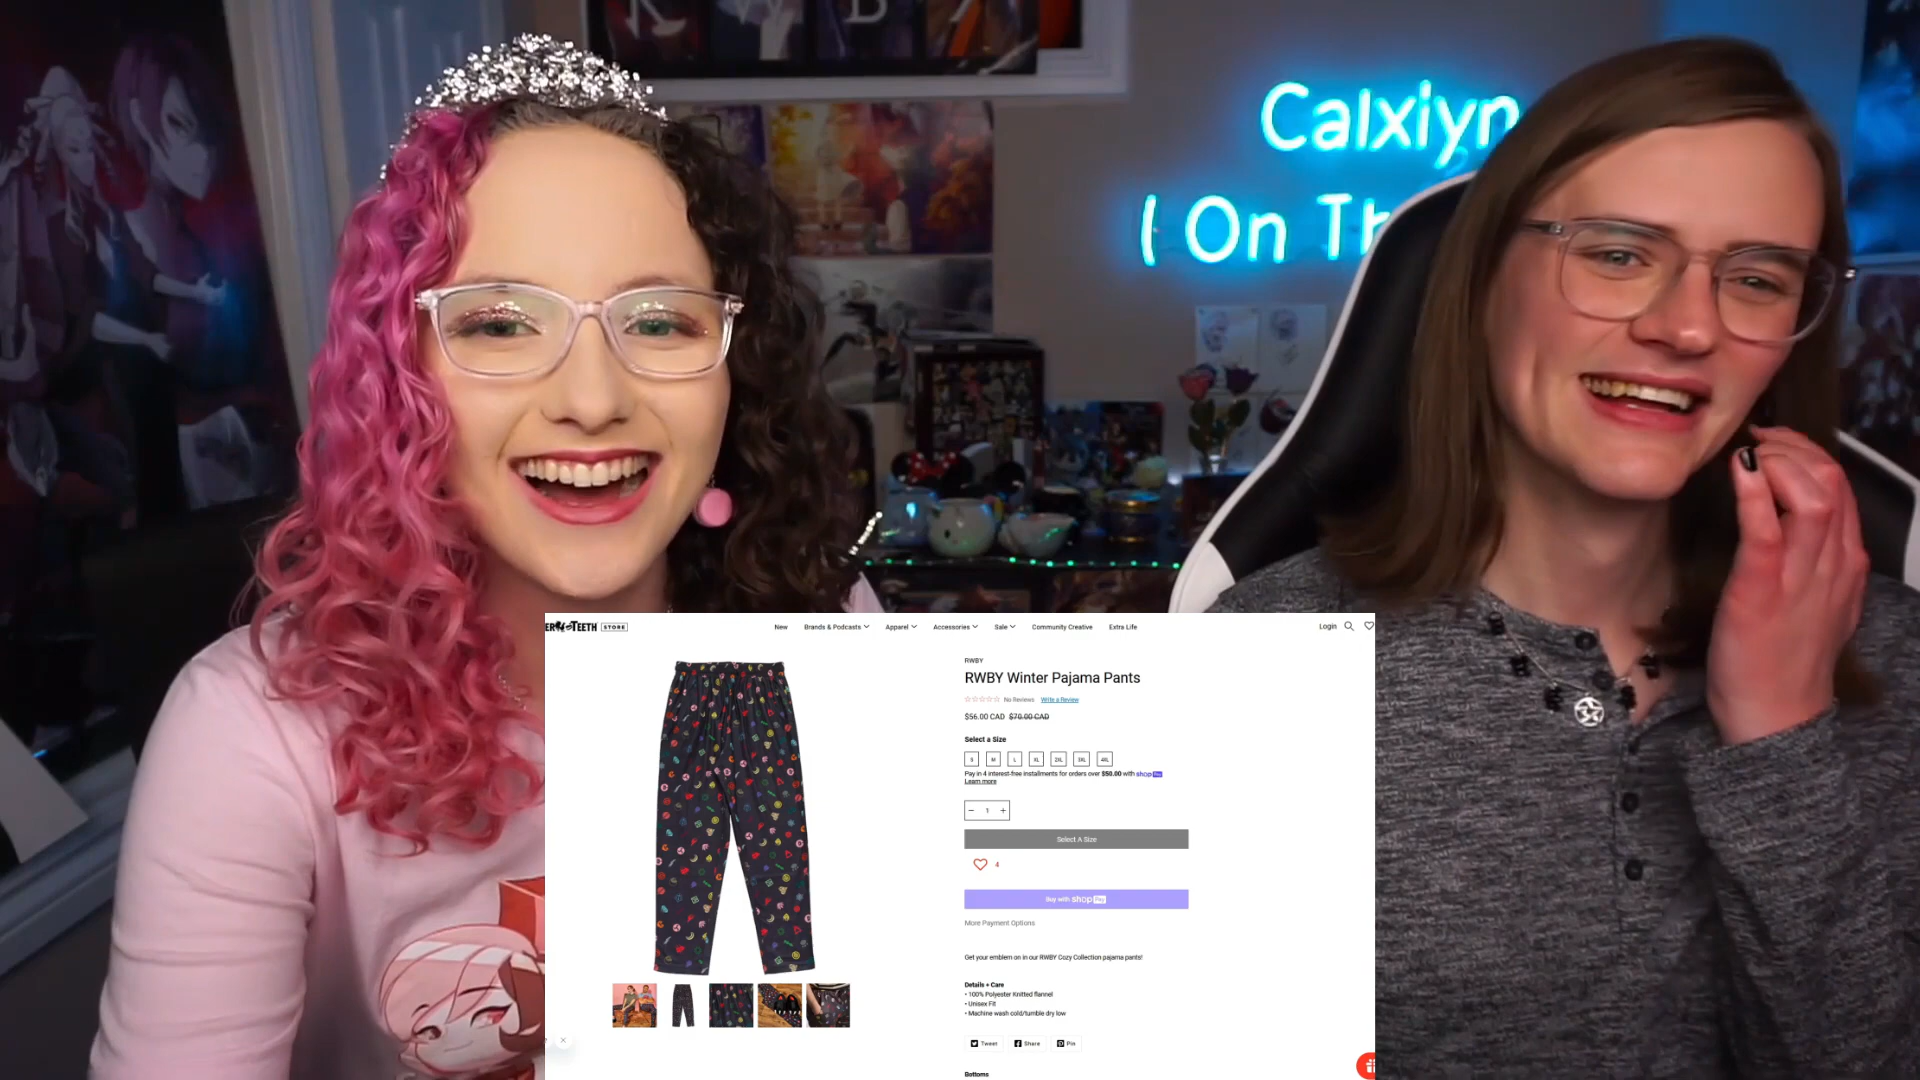 R W B Y
Calxiyn
I On Th
ER TEETH STORE
New Brands & Podcasts Apparel Accessories Sale Community Creative Extra Life
Login
RWBY
RWBY Winter Pajama Pants
No Reviews Write a Review
$56.00 CAD $70.00 CAD
Select a Size
S M L XL 2XL 3XL 4XL
Pay in 4 interest-free installments for orders over $50.00 with shop Pay
Learn more
− 1 +
Select A Size
4
Buy with shop Pay
More Payment Options
Get your emblem on in our RWBY Cozy Collection pajama pants!
Details + Care
• 100% Polyester Knitted flannel
• Unisex Fit
• Machine wash cold/tumble dry low
Tweet Share Pin
Bottoms